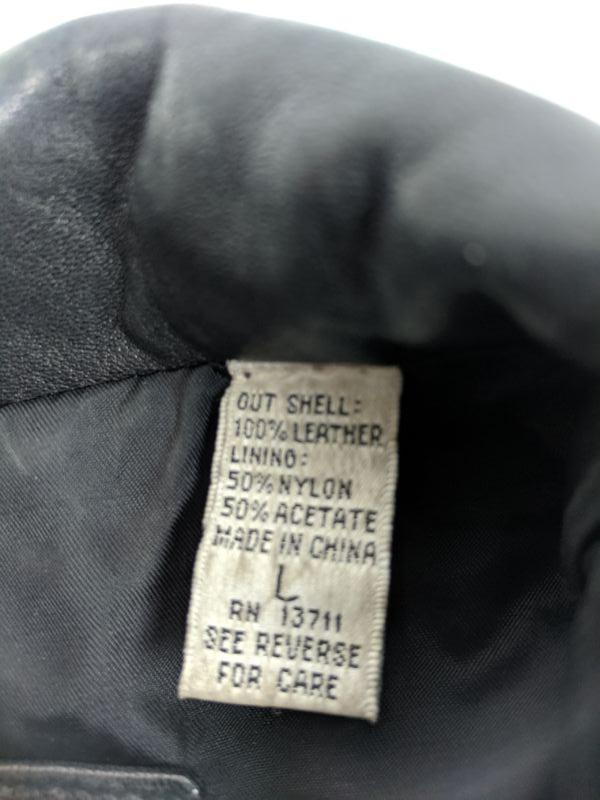 OUT SHELL:
100% LEATHER
LINING:
50% NYLON
50% ACETATE
MADE IN CHINA
L
RN 13711
SEE REVERSE
FOR CARE